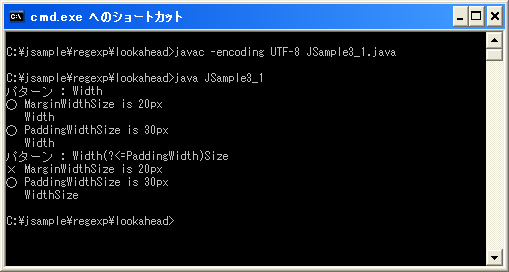 cmd.exe へのショートカット
C:¥jsample¥regexp¥lookahead>javac -encoding UTF-8 JSample3_1.java
C:¥jsample¥regexp¥lookahead>java JSample3_1
パターン : Width
○ MarginWidthSize is 20px
Width
○ PaddingWidthSize is 30px
Width
パターン : Width(?<=PaddingWidth)Size
× MarginWidthSize is 20px
○ PaddingWidthSize is 30px
WidthSize
C:¥jsample¥regexp¥lookahead>